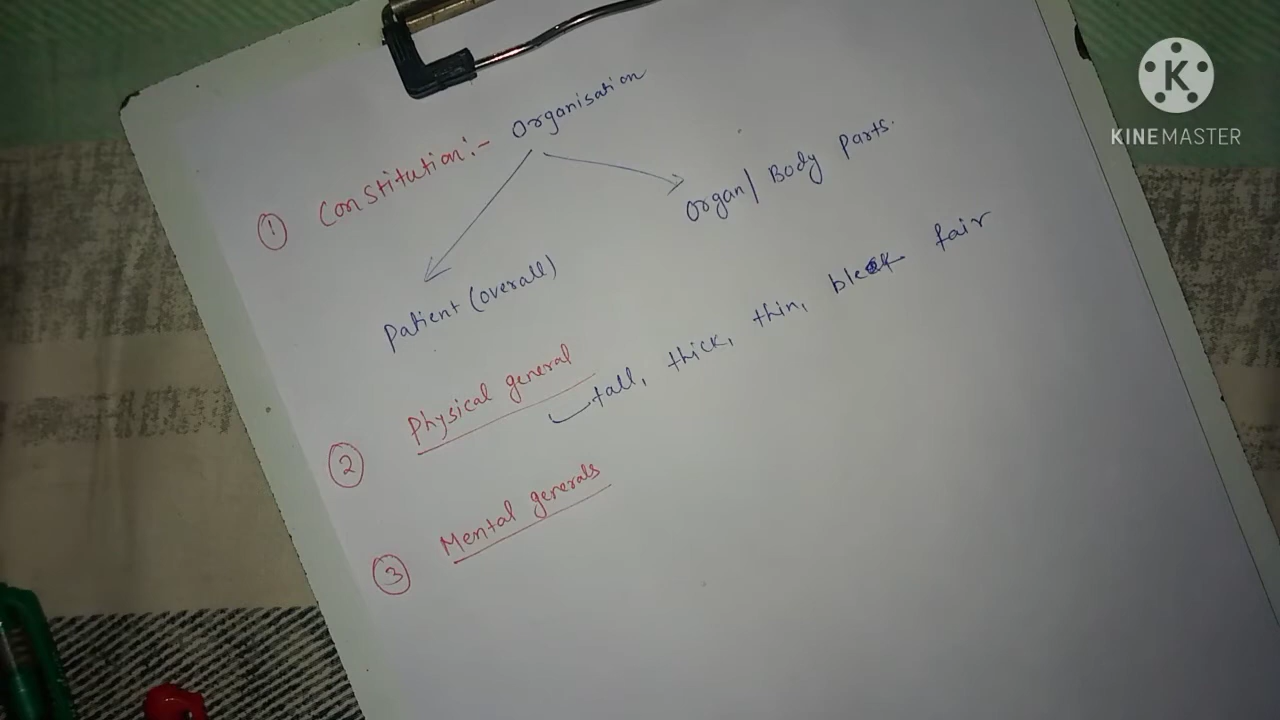 ① Constitution:- Organisation
Organ/ Body Parts.
Patient (overall)
② Physical general
tall, thick, thin, fair
③ Mental generals
K
KINEMASTER